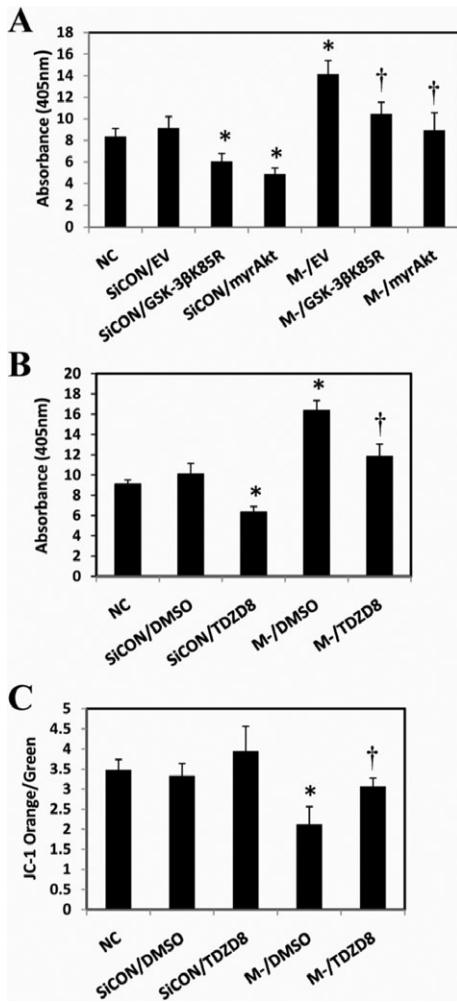 A
Absorbance (405nm)
18
16
14
12
10
8
6
4
2
0
*
*
*
†
†
NC
SiCON/EV
SiCON/GSK-3βK85R
SiCON/myrAkt
M-/EV
M-/GSK-3βK85R
M-/myrAkt
B
Absorbance (405nm)
20
18
16
14
12
10
8
6
4
2
0
*
*
†
NC
SiCON/DMSO
SiCON/TDZD8
M-/DMSO
M-/TDZD8
C
JC-1 Orange/Green
5
4.5
4
3.5
3
2.5
2
1.5
1
0.5
0
*
†
NC
SiCON/DMSO
SiCON/TDZD8
M-/DMSO
M-/TDZD8